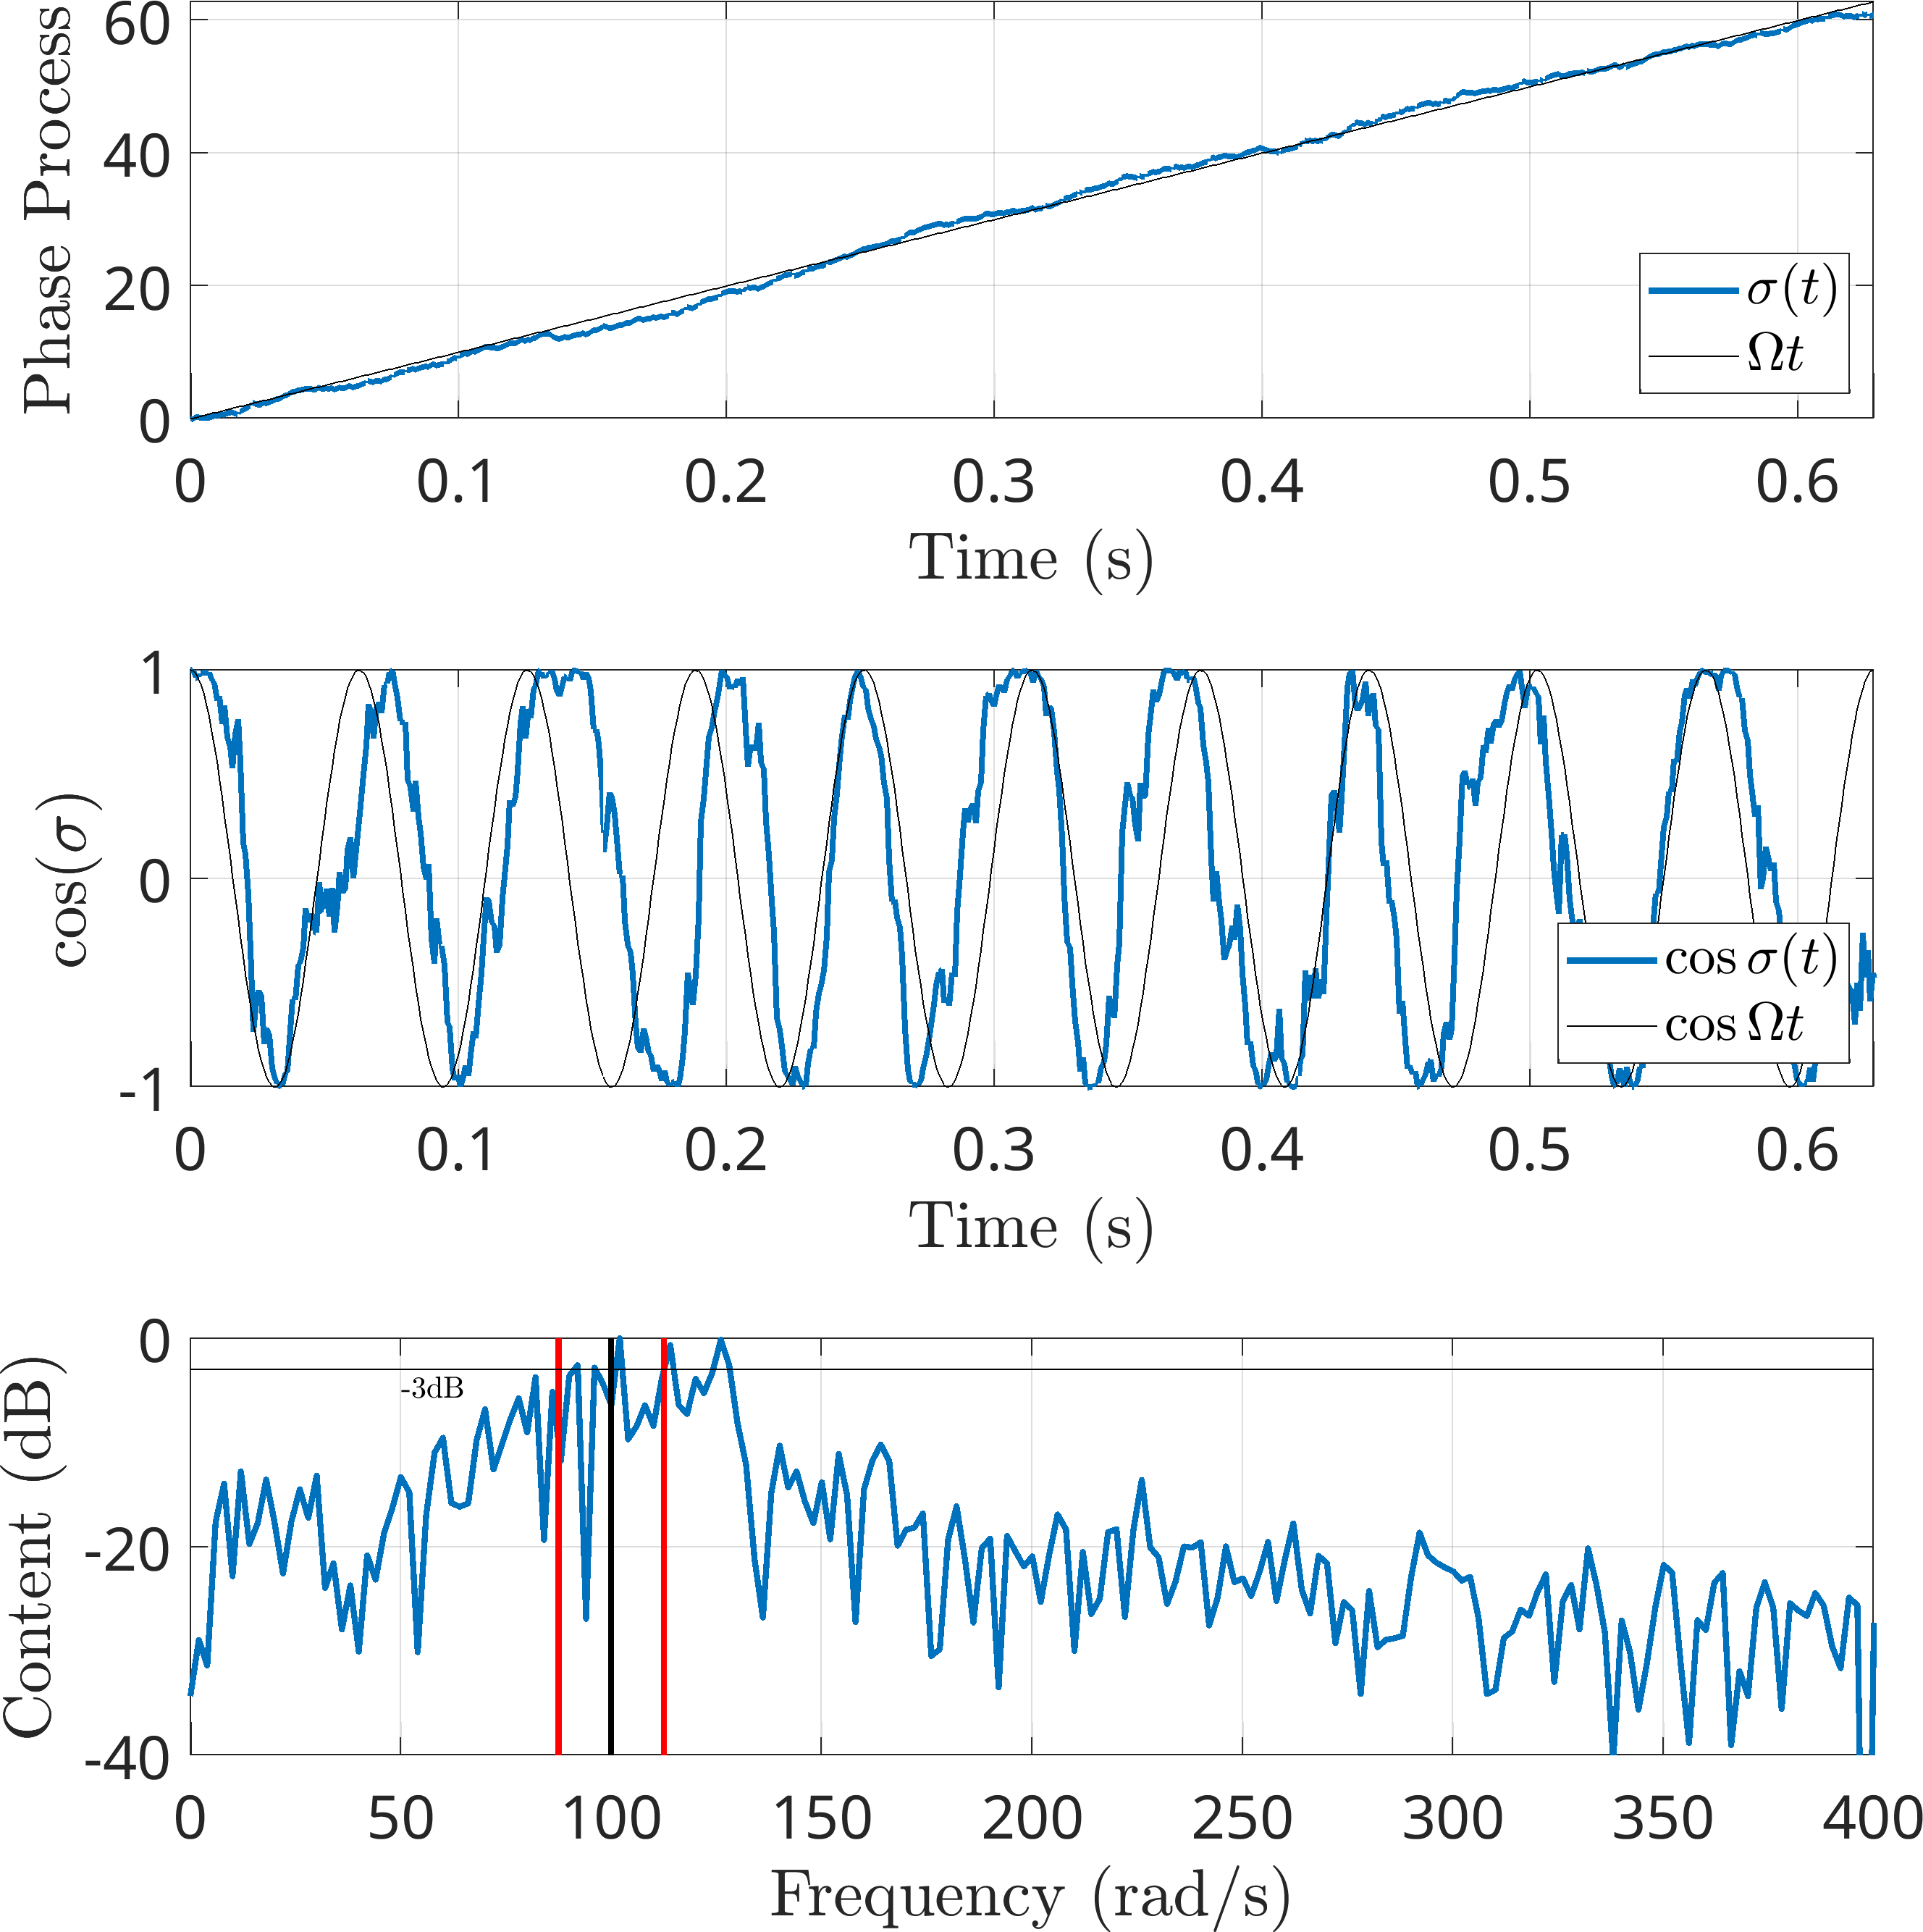 Phase Process
60
40
20
0
σ(t)
Ωt
0 0.1 0.2 0.3 0.4 0.5 0.6
Time (s)
cos(σ)
1
0
-1
cos σ(t)
cos Ωt
0 0.1 0.2 0.3 0.4 0.5 0.6
Time (s)
Content (dB)
0
-20
-40
-3dB
0 50 100 150 200 250 300 350 400
Frequency (rad/s)